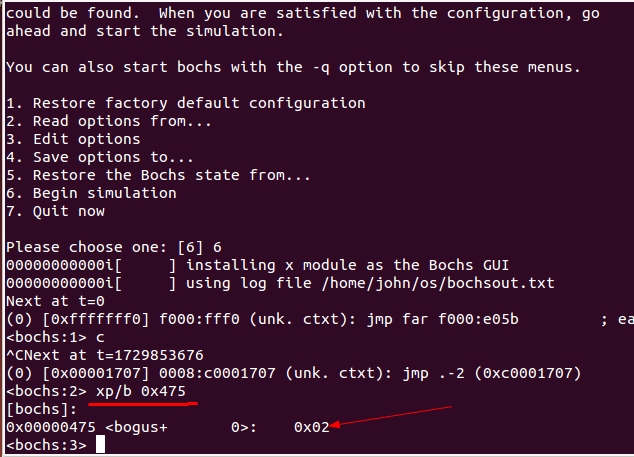 could be found.  When you are satisfied with the configuration, go
ahead and start the simulation.
You can also start bochs with the -q option to skip these menus.
1. Restore factory default configuration
2. Read options from...
3. Edit options
4. Save options to...
5. Restore the Bochs state from...
6. Begin simulation
7. Quit now
Please choose one: [6] 6
00000000000i[      ] installing x module as the Bochs GUI
00000000000i[      ] using log file /home/john/os/bochsout.txt
Next at t=0
(0) [0xfffffff0] f000:fff0 (unk. ctxt): jmp far f000:e05b          ; ea
<bochs:1> c
^CNext at t=1729853676
(0) [0x00001707] 0008:c0001707 (unk. ctxt): jmp .-2 (0xc0001707)
<bochs:2> xp/b 0x475
[bochs]:
0x00000475 <bogus+       0>:    0x02
<bochs:3>